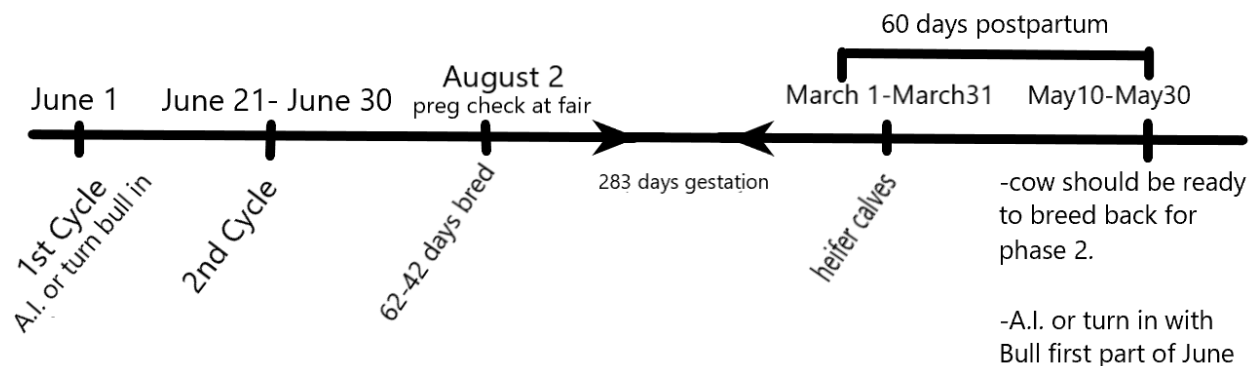 60 days postpartum
June 1
June 21- June 30
August 2
preg check at fair
March 1-March31
May10-May30
283 days gestation
1st Cycle
A.I. or turn bull in
2nd Cycle
62-42 days bred
heifer calves
-cow should be ready
to breed back for
phase 2.
-A.I. or turn in with
Bull first part of June